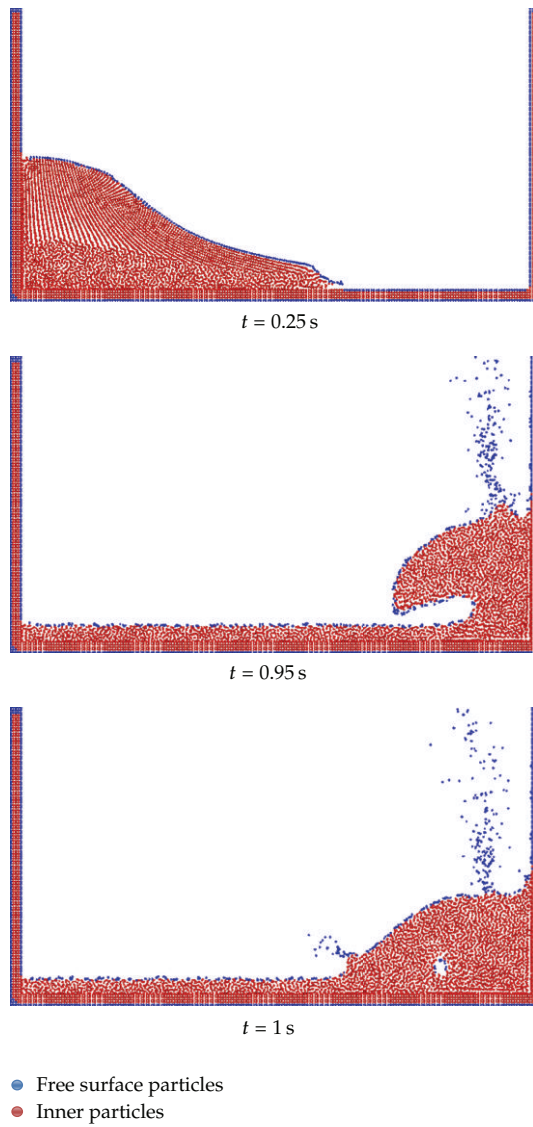 t = 0.25 s
t = 0.95 s
t = 1 s
Free surface particles
Inner particles